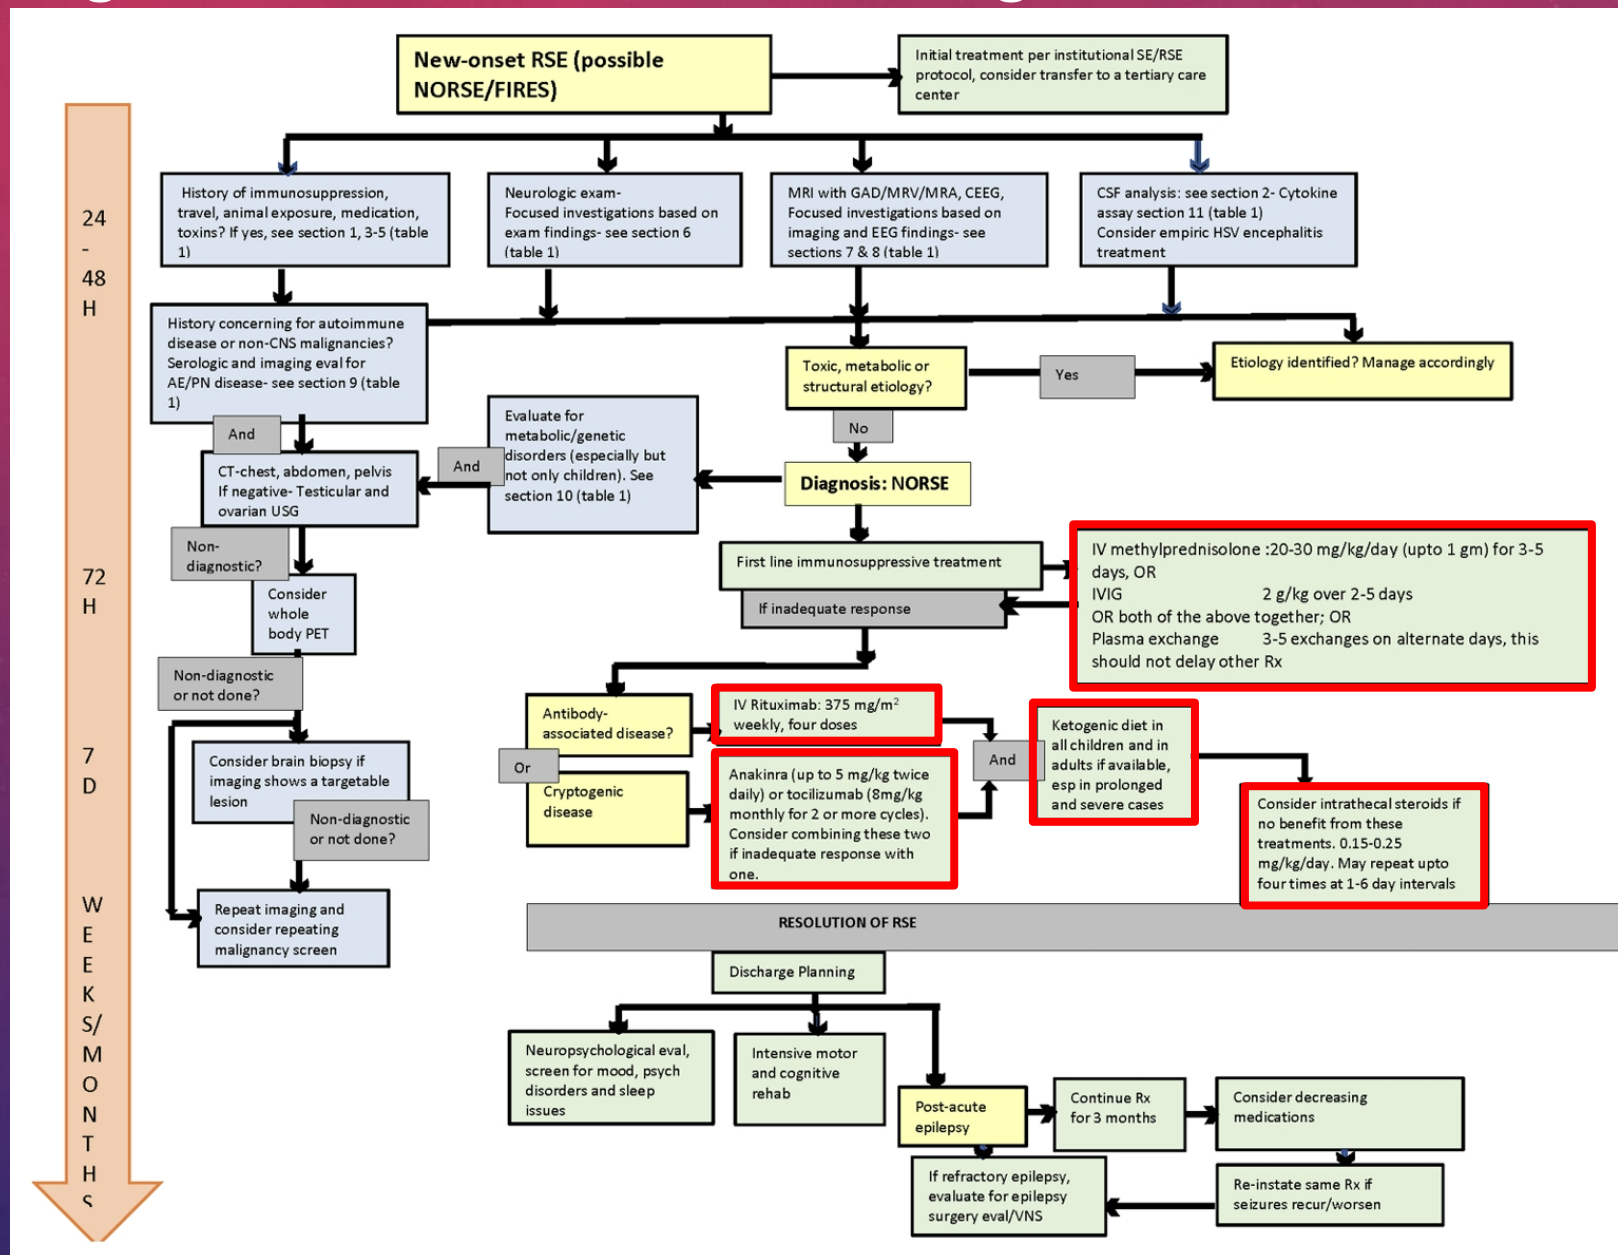 New-onset RSE (possible
NORSE/FIRES)
Initial treatment per institutional SE/RSE
protocol, consider transfer to a tertiary care
center
24
-
48
H
History of immunosuppression,
travel, animal exposure, medication,
toxins? If yes, see section 1, 3-5 (table
1)
Neurologic exam-
Focused investigations based on
exam findings- see section 6
(table 1)
MRI with GAD/MRV/MRA, CEEG,
Focused investigations based on
imaging and EEG findings- see
sections 7 & 8 (table 1)
CSF analysis: see section 2- Cytokine
assay section 11 (table 1)
Consider empiric HSV encephalitis
treatment
History concerning for autoimmune
disease or non-CNS malignancies?
Serologic and imaging eval for
AE/PN disease- see section 9 (table
1)
Toxic, metabolic or
structural etiology?
Yes
Etiology identified? Manage accordingly
No
And
Evaluate for
metabolic/genetic
disorders (especially but
not only children). See
section 10 (table 1)
And
CT-chest, abdomen, pelvis
If negative- Testicular and
ovarian USG
Diagnosis: NORSE
Non-
diagnostic?
72
H
First line immunosuppressive treatment
IV methylprednisolone :20-30 mg/kg/day (upto 1 gm) for 3-5
days, OR
IVIG 2 g/kg over 2-5 days
OR both of the above together; OR
Plasma exchange 3-5 exchanges on alternate days, this
should not delay other Rx
If inadequate response
Consider
whole
body PET
Non-diagnostic
or not done?
7
D
Antibody-
associated disease?
IV Rituximab: 375 mg/m²
weekly, four doses
Or
Cryptogenic
disease
Anakinra (up to 5 mg/kg twice
daily) or tocilizumab (8mg/kg
monthly for 2 or more cycles).
Consider combining these two
if inadequate response with
one.
And
Ketogenic diet in
all children and in
adults if available,
esp in prolonged
and severe cases
Consider intrathecal steroids if
no benefit from these
treatments. 0.15-0.25
mg/kg/day. May repeat upto
four times at 1-6 day intervals
Consider brain biopsy if
imaging shows a targetable
lesion
Non-diagnostic
or not done?
Repeat imaging and
consider repeating
malignancy screen
W
E
E
K
S/
M
O
N
T
H
S
RESOLUTION OF RSE
Discharge Planning
Neuropsychological eval,
screen for mood, psych
disorders and sleep
issues
Intensive motor
and cognitive
rehab
Post-acute
epilepsy
Continue Rx
for 3 months
Consider decreasing
medications
If refractory epilepsy,
evaluate for epilepsy
surgery eval/VNS
Re-instate same Rx if
seizures recur/worsen